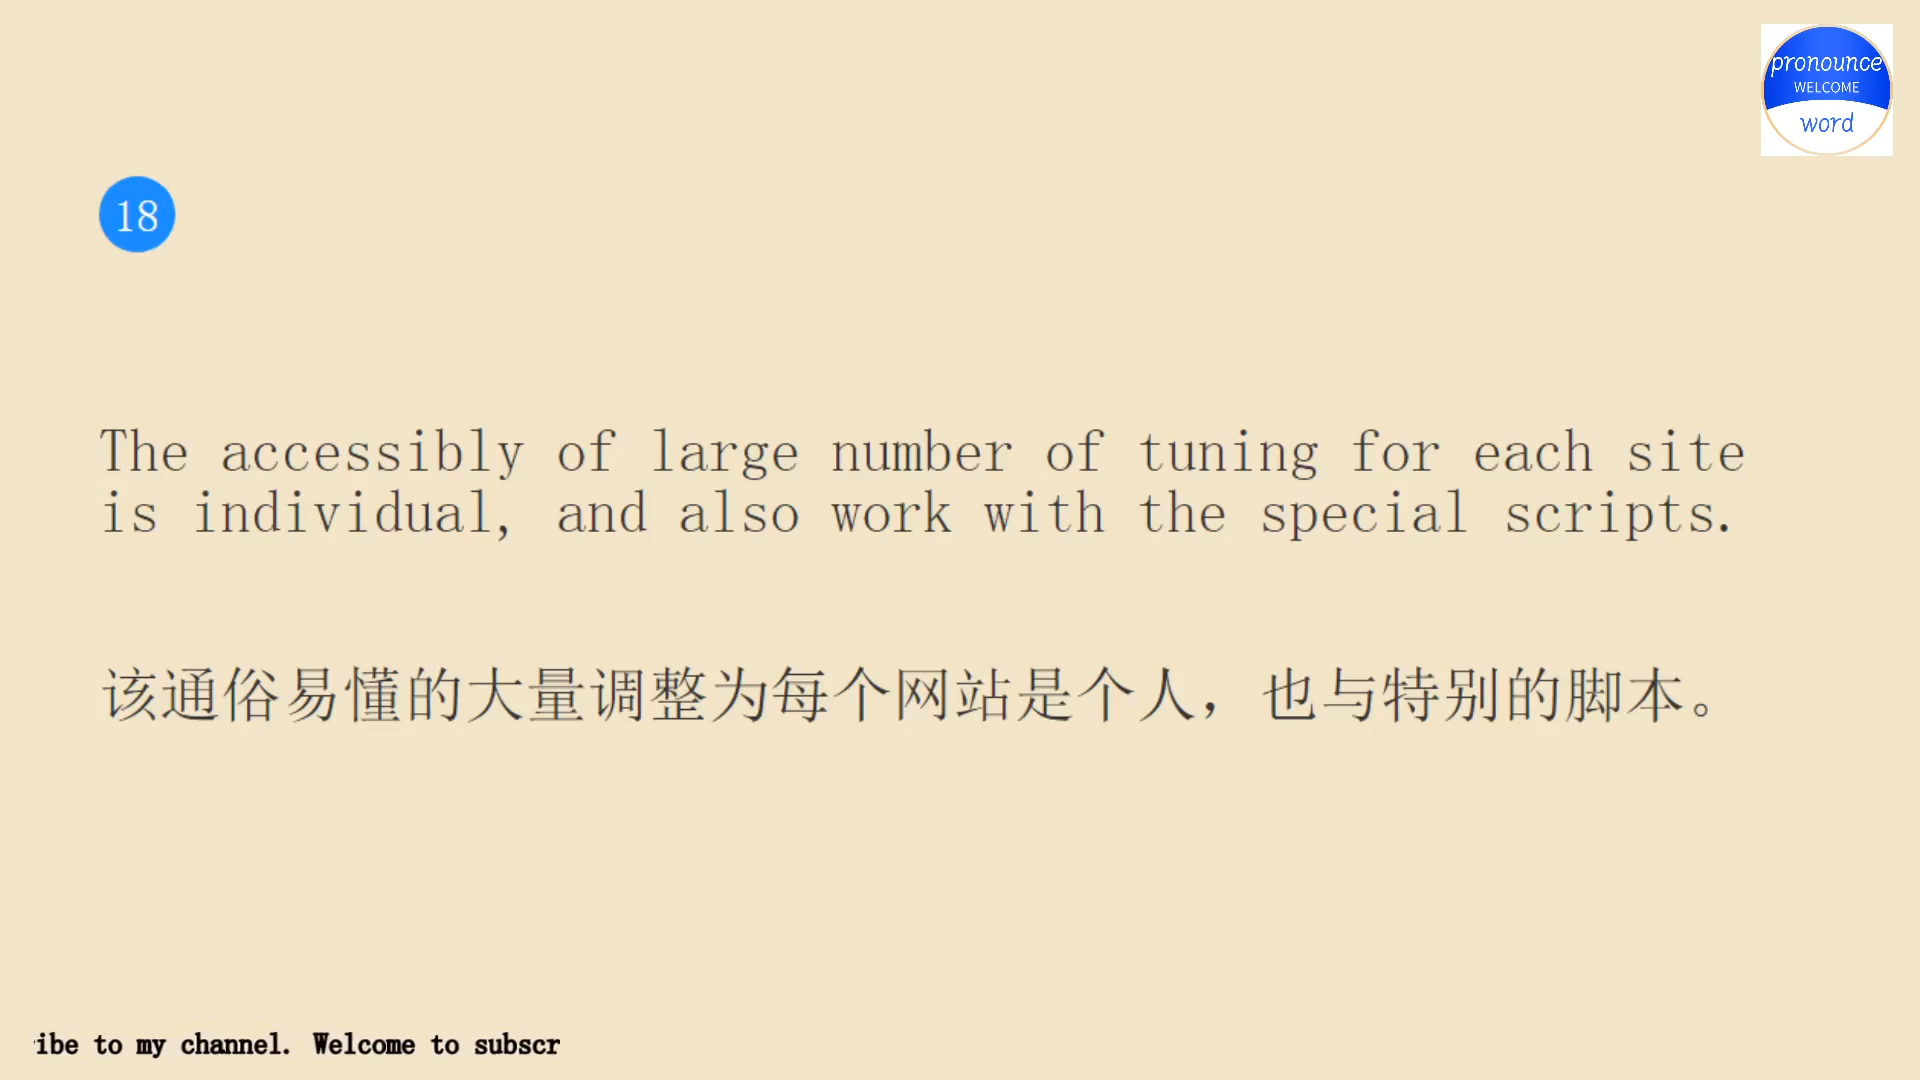 pronounce
WELCOME
word
18
The accessibly of large number of tuning for each site
is individual, and also work with the special scripts.
该通俗易懂的大量调整为每个网站是个人，也与特别的脚本。
ibe to my channel. Welcome to subscr